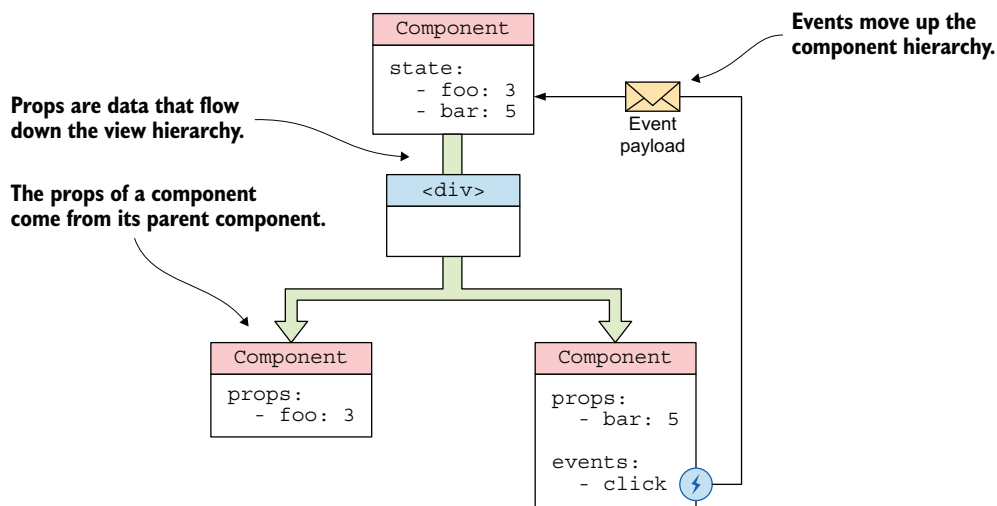 Component
state:
- foo: 3
- bar: 5
Events move up the
component hierarchy.
Event
payload
Props are data that flow
down the view hierarchy.
<div>
The props of a component
come from its parent component.
Component
props:
- foo: 3
Component
props:
- bar: 5
events:
- click